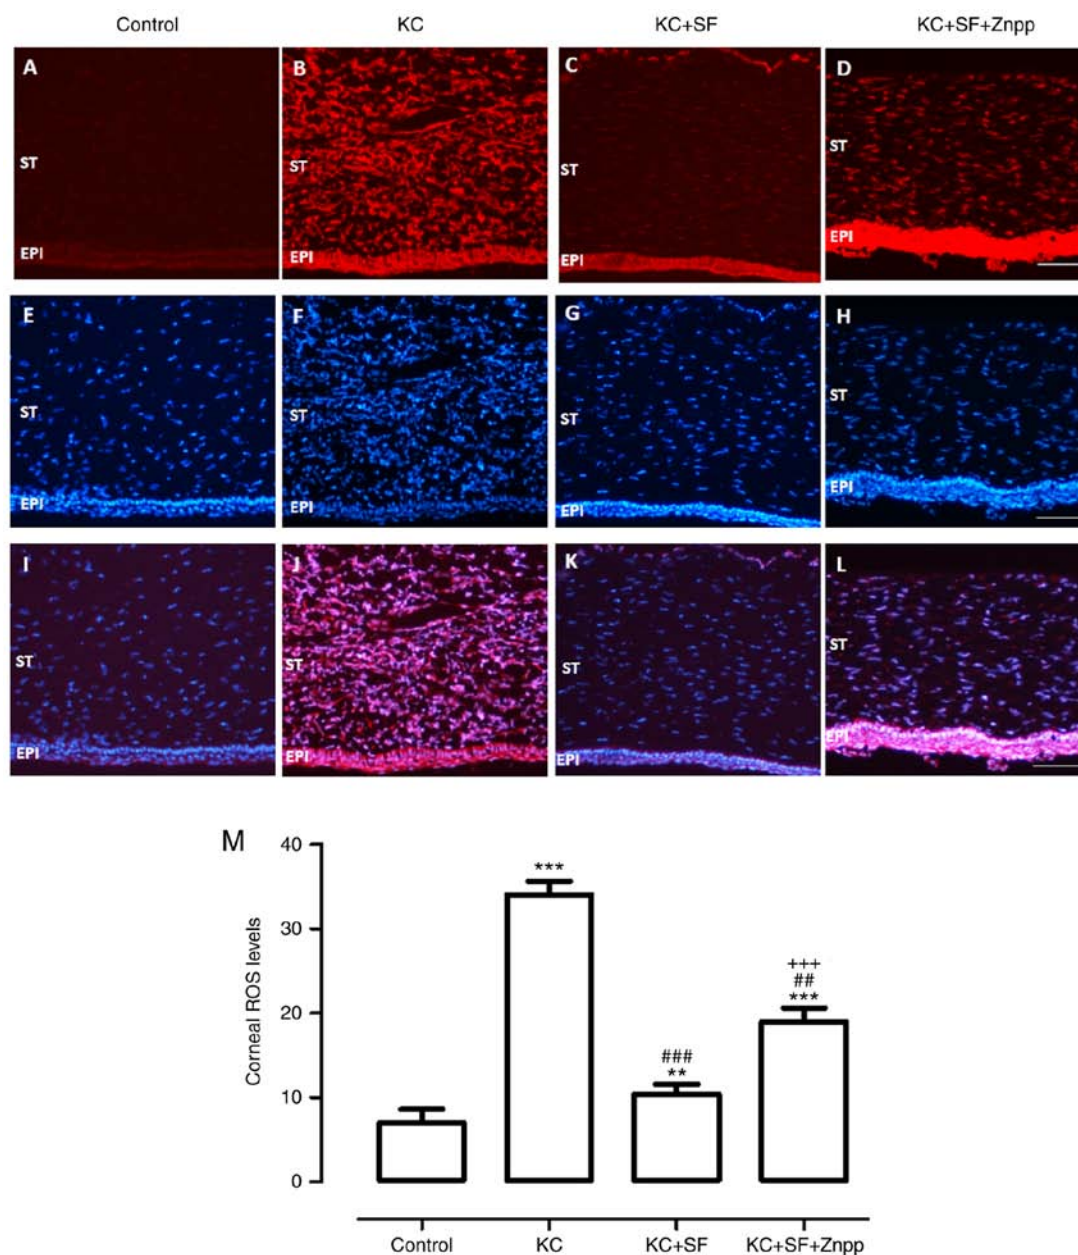 Control KC KC+SF KC+SF+Znpp
A B C D
ST ST ST ST
EPI EPI EPI EPI
E F G H
ST ST ST ST
EPI EPI EPI EPI
I J K L
ST ST ST ST
EPI EPI EPI EPI
M
Corneal ROS levels
40
30
20
10
0
***
###
**
+++
##
***
Control KC KC+SF KC+SF+Znpp